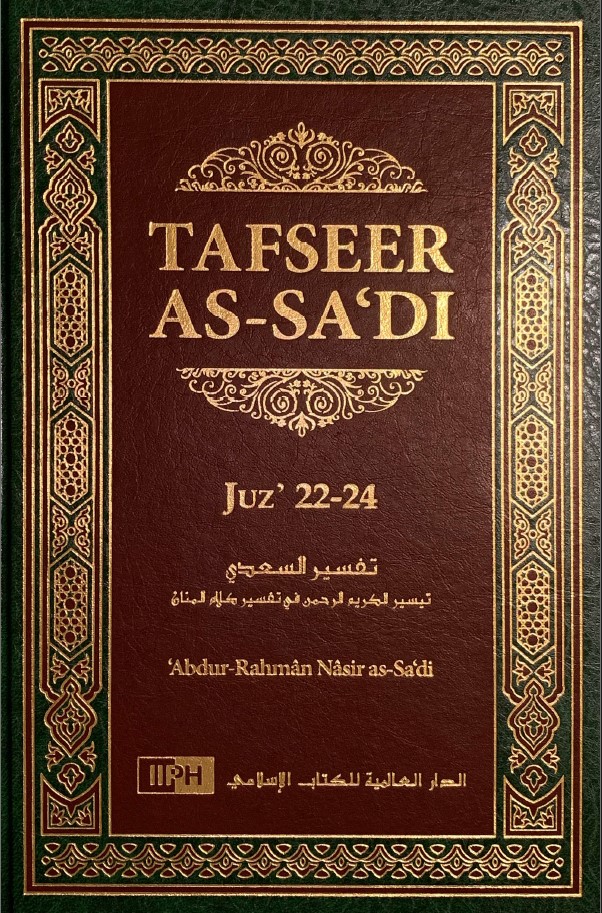 TAFSEER
AS-SA‘DI
JUZ’ 22-24
تفسير السعدي
تيسير الكريم الرحمن في تفسير كلام المنان
‘Abdur-Rahmân Nâsir as-Sa‘di
IIPH الدار العالمية للكتاب الإسلامي